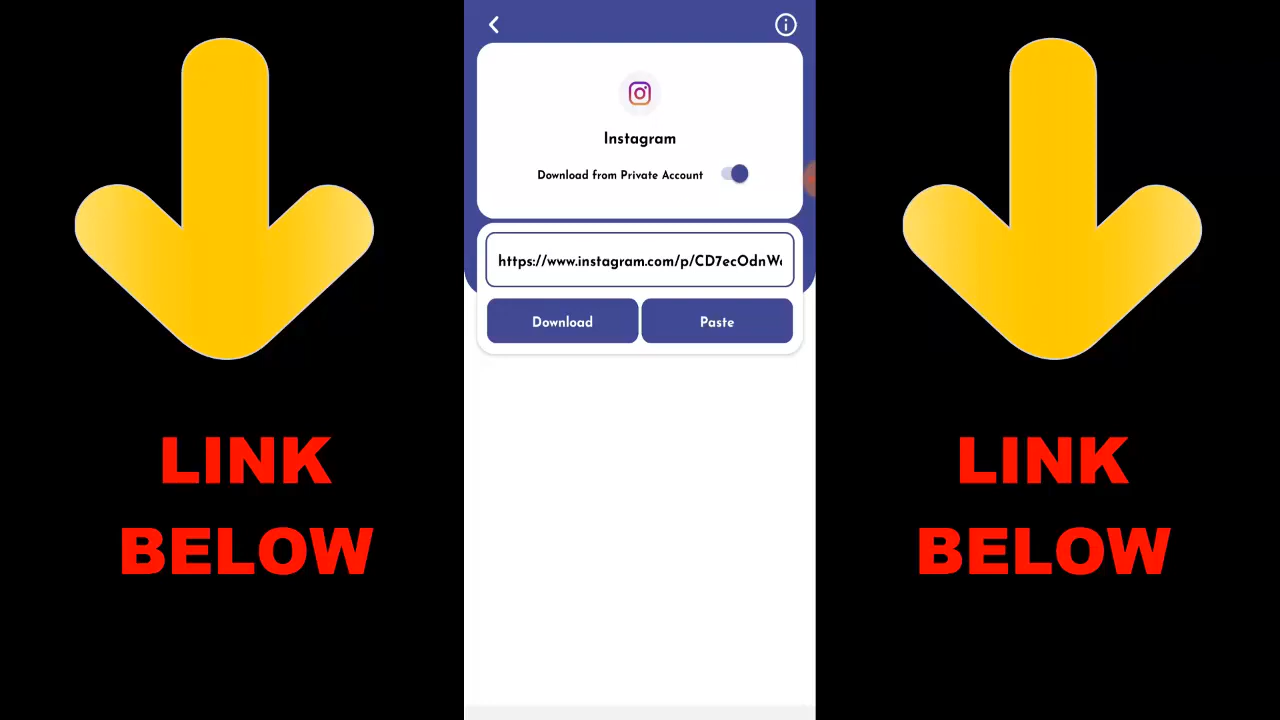 Instagram
Download from Private Account
https://www.instagram.com/p/CD7ecOdnW
Download
Paste
LINK
BELOW
LINK
BELOW